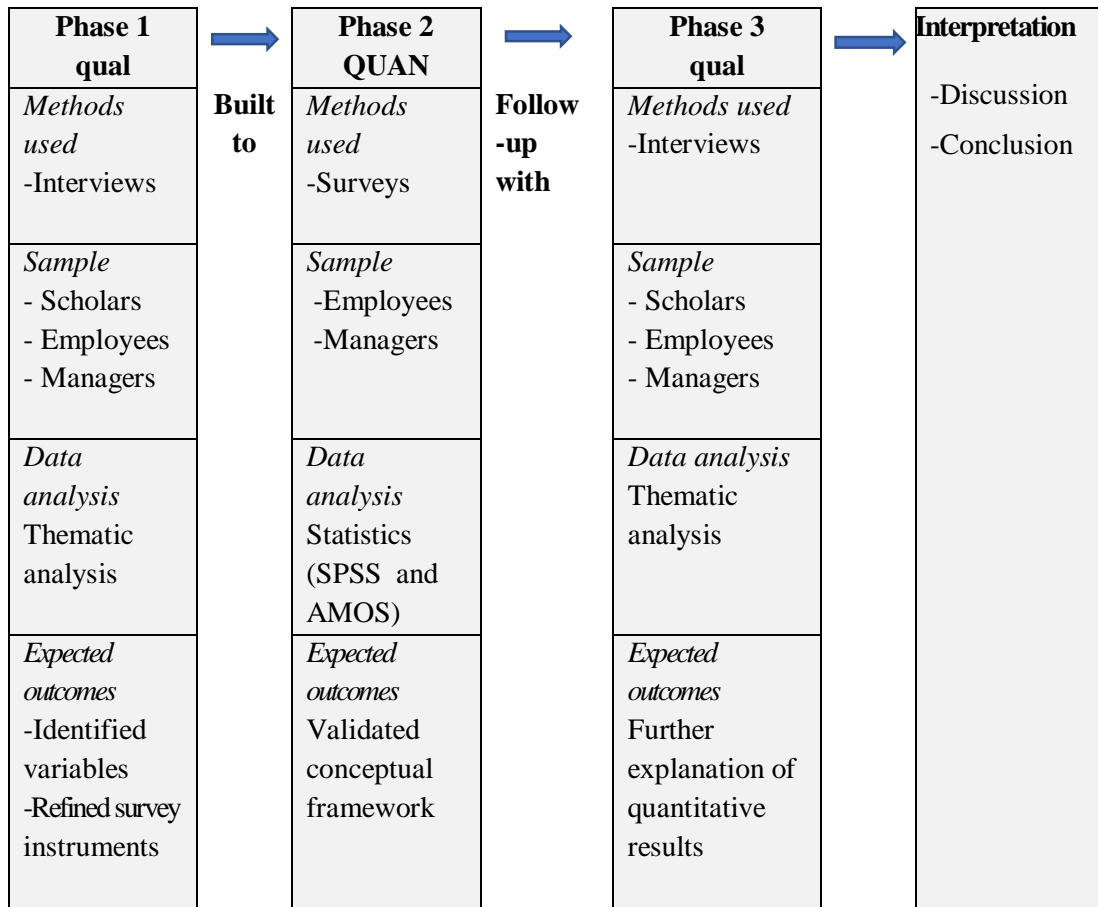 Phase 1
qual
Methods
used
-Interviews
Sample
- Scholars
- Employees
- Managers
Data
analysis
Thematic
analysis
Expected
outcomes
-Identified
variables
-Refined survey
instruments
Built
to
Phase 2
QUAN
Methods
used
-Surveys
Sample
-Employees
-Managers
Data
analysis
Statistics
(SPSS and
AMOS)
Expected
outcomes
Validated
conceptual
framework
Follow
-up
with
Phase 3
qual
Methods used
-Interviews
Sample
- Scholars
- Employees
- Managers
Data analysis
Thematic
analysis
Expected
outcomes
Further
explanation of
quantitative
results
Interpretation
-Discussion
-Conclusion